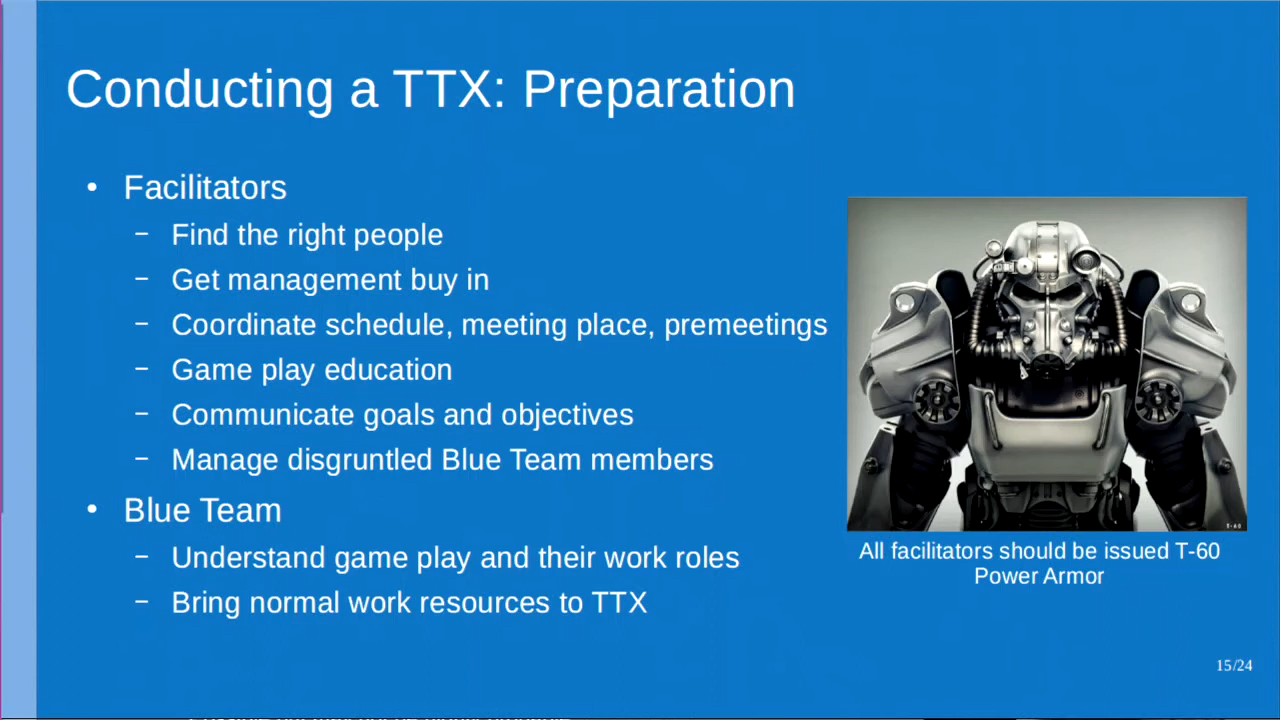 Conducting a TTX: Preparation
• Facilitators
– Find the right people
– Get management buy in
– Coordinate schedule, meeting place, premeetings
– Game play education
– Communicate goals and objectives
– Manage disgruntled Blue Team members
• Blue Team
– Understand game play and their work roles
– Bring normal work resources to TTX
T-60
All facilitators should be issued T-60
Power Armor
15/24